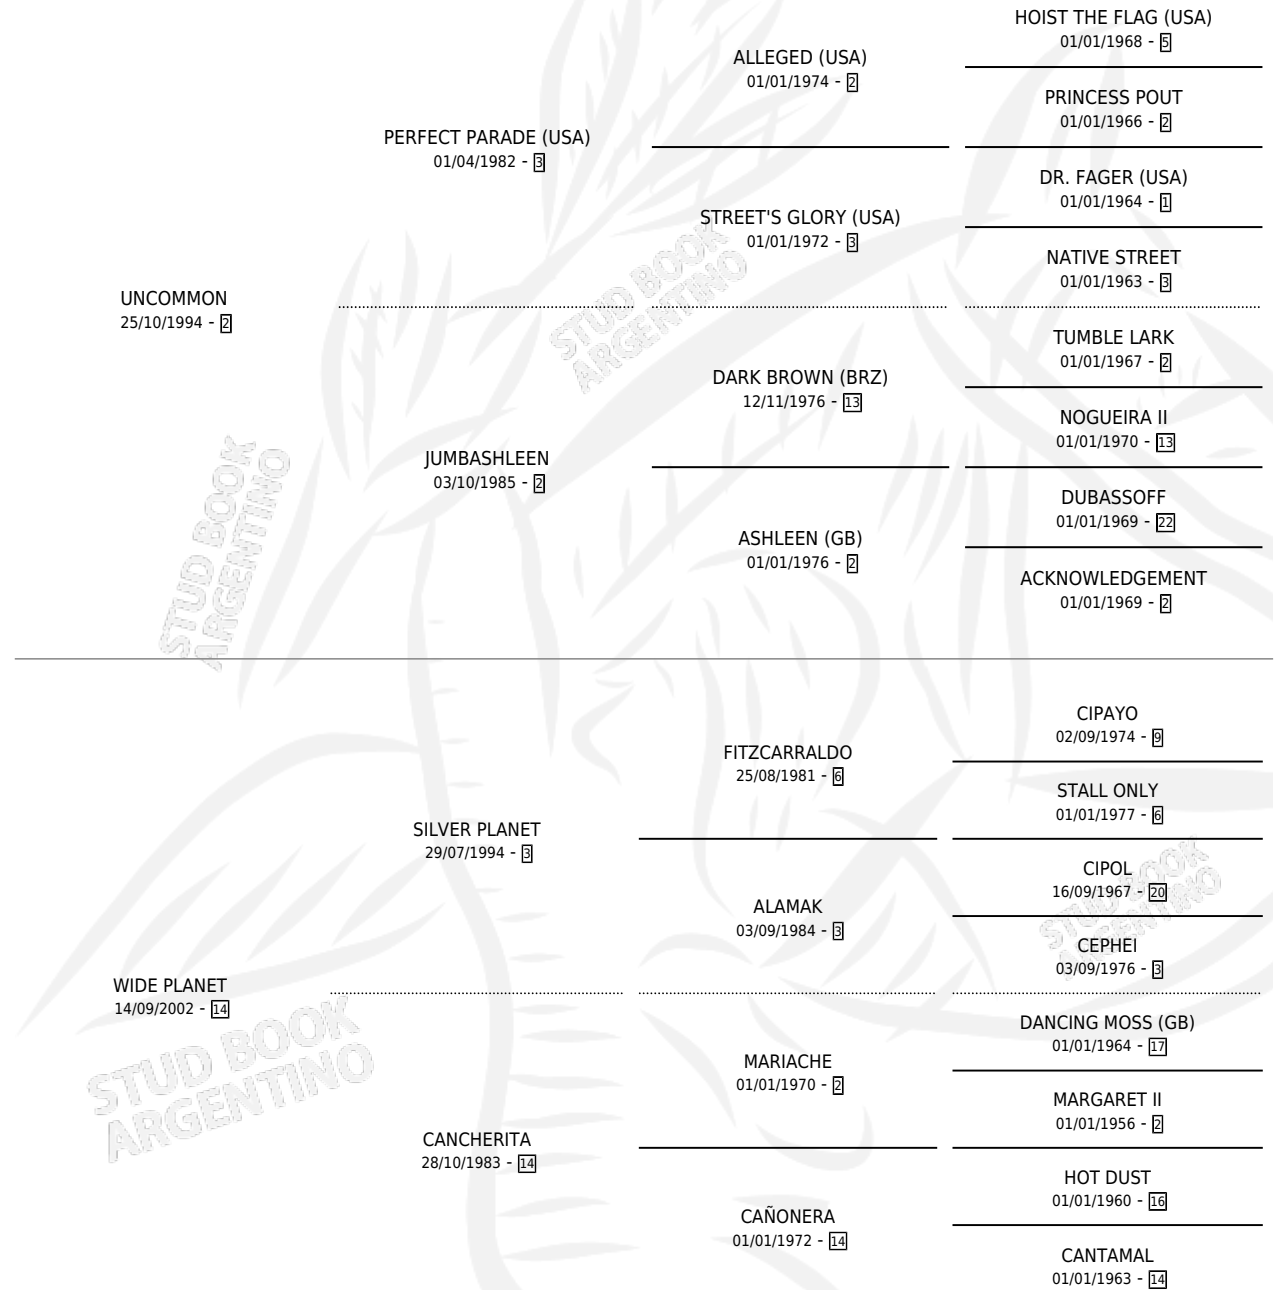 HOIST THE FLAG (USA)
01/01/1968 - 5
ALLEGED (USA)
01/01/1974 - 2
PRINCESS POUT
01/01/1966 - 2
PERFECT PARADE (USA)
01/04/1982 - 3
DR. FAGER (USA)
01/01/1964 - 1
STREET'S GLORY (USA)
01/01/1972 - 3
NATIVE STREET
01/01/1963 - 3
UNCOMMON
25/10/1994 - 2
TUMBLE LARK
01/01/1967 - 2
DARK BROWN (BRZ)
12/11/1976 - 13
NOGUEIRA II
01/01/1970 - 13
JUMBASHLEEN
03/10/1985 - 2
DUBASSOFF
01/01/1969 - 22
ASHLEEN (GB)
01/01/1976 - 2
ACKNOWLEDGEMENT
01/01/1969 - 2
CIPAYO
02/09/1974 - 9
FITZCARRALDO
25/08/1981 - 6
STALL ONLY
01/01/1977 - 6
SILVER PLANET
29/07/1994 - 3
CIPOL
16/09/1967 - 20
ALAMAK
03/09/1984 - 3
CEPHEI
03/09/1976 - 3
WIDE PLANET
14/09/2002 - 14
DANCING MOSS (GB)
01/01/1964 - 17
MARIACHE
01/01/1970 - 2
MARGARET II
01/01/1956 - 2
CANCHERITA
28/10/1983 - 14
HOT DUST
01/01/1960 - 16
CAÑONERA
01/01/1972 - 14
CANTAMAL
01/01/1963 - 14
STUD BOOK
ARGENTINO
STUD BOOK
ARGENTINO
STUD BOOK
ARGENTINO
STUD BOOK
ARGENTINO